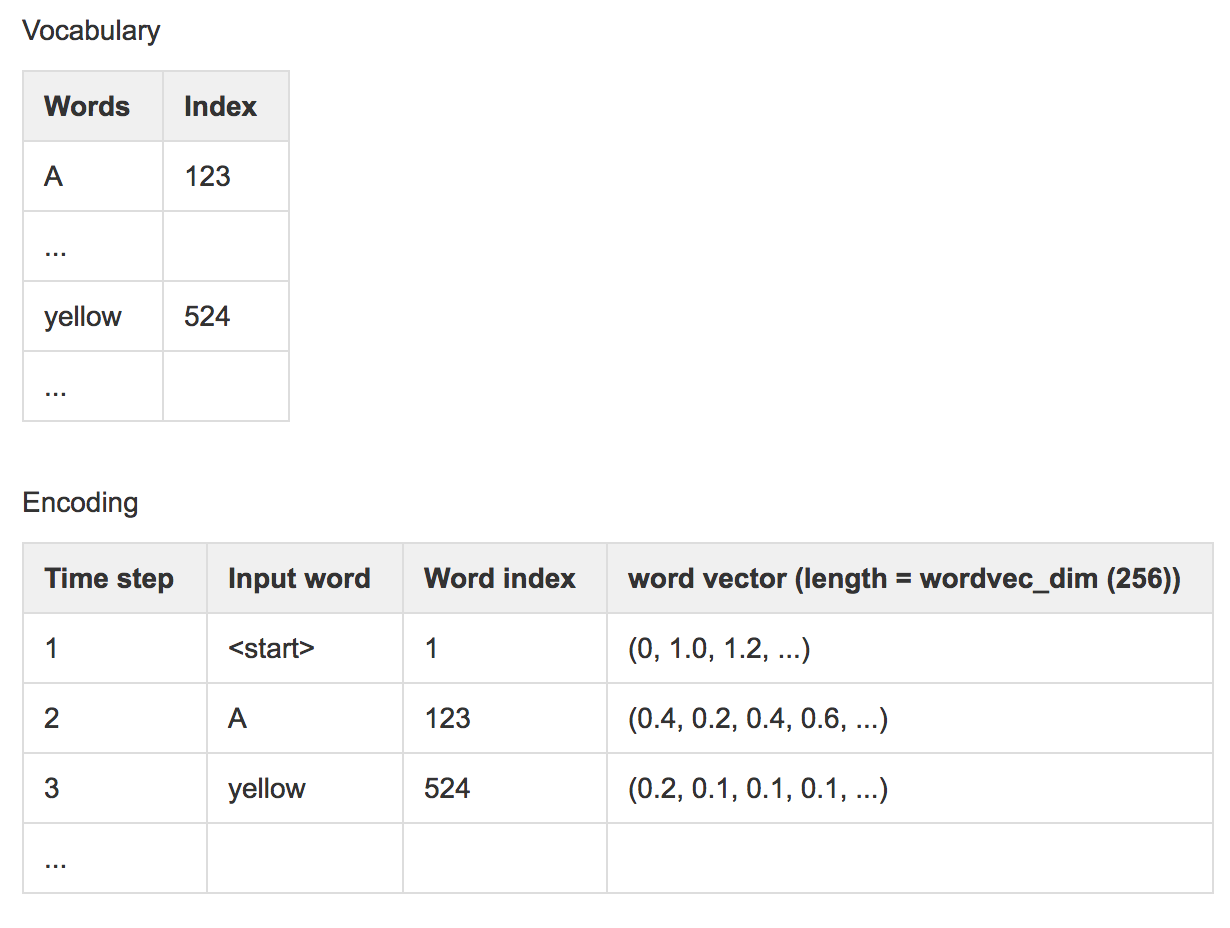 Vocabulary
Words Index
A 123
...
yellow 524
...
Encoding
Time step Input word Word index word vector (length = wordvec_dim (256))
1 <start> 1 (0, 1.0, 1.2, ...)
2 A 123 (0.4, 0.2, 0.4, 0.6, ...)
3 yellow 524 (0.2, 0.1, 0.1, 0.1, ...)
...